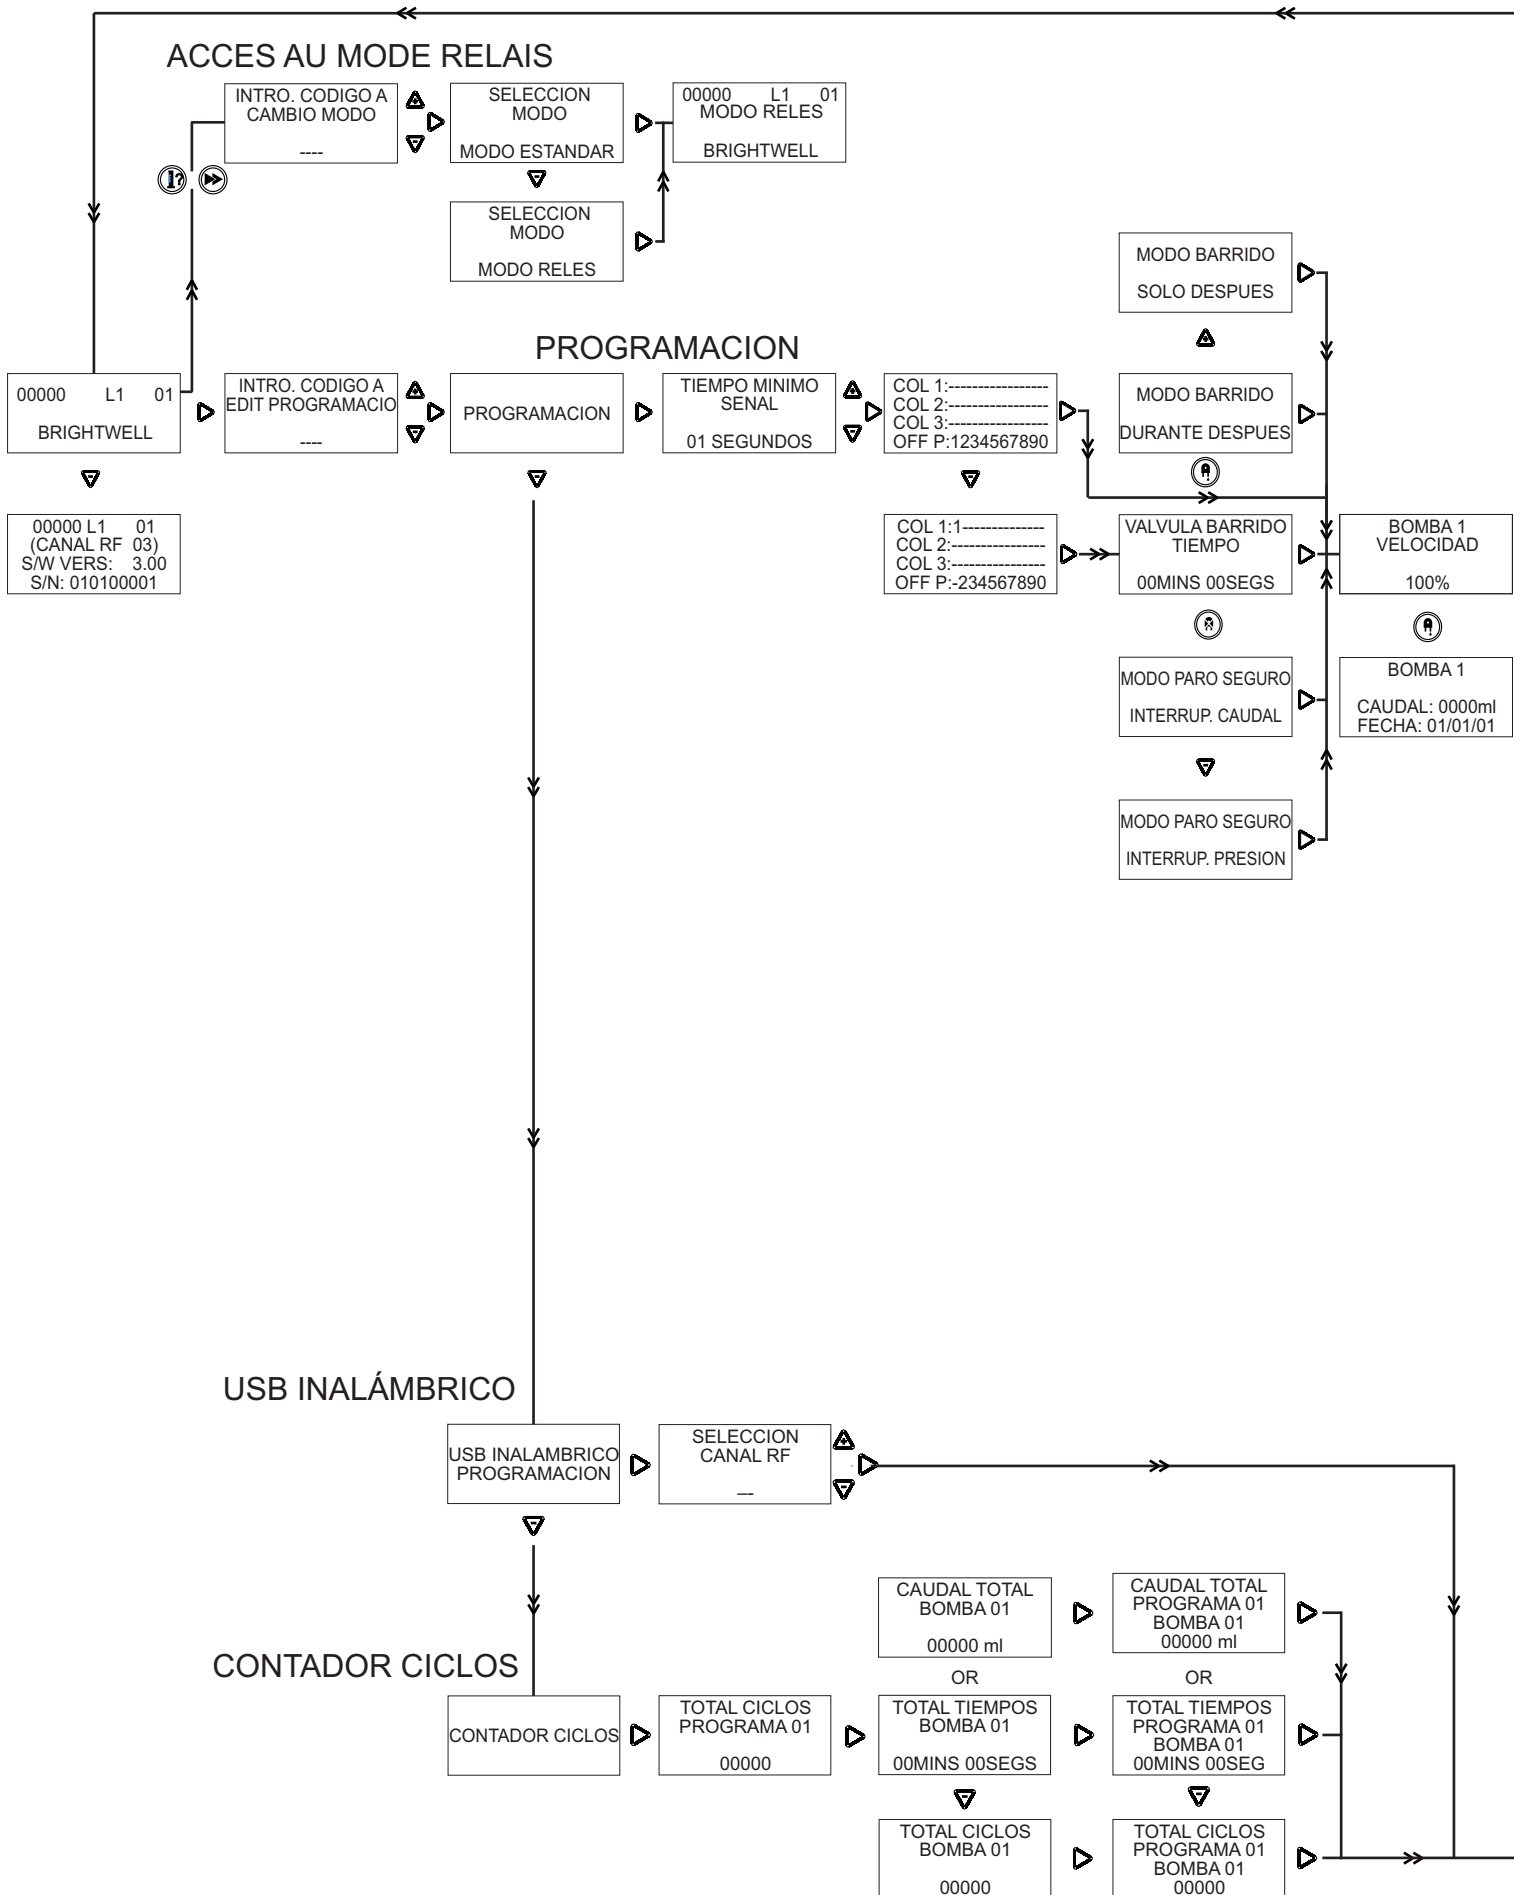 ACCES AU MODE RELAIS
INTRO. CODIGO A
CAMBIO MODO
----
SELECCION
MODO
MODO ESTANDAR
00000 L1 01
MODO RELES
BRIGHTWELL
SELECCION
MODO
MODO RELES
MODO BARRIDO
SOLO DESPUES
PROGRAMACION
00000 L1 01
BRIGHTWELL
INTRO. CODIGO A
EDIT PROGRAMACIO
----
PROGRAMACION
TIEMPO MINIMO
SENAL
01 SEGUNDOS
COL 1:-----------------
COL 2:-----------------
COL 3:-----------------
OFF P:1234567890
MODO BARRIDO
DURANTE DESPUES
00000 L1 01
(CANAL RF 03)
S/W VERS: 3.00
S/N: 010100001
COL 1:1--------------
COL 2:----------------
COL 3:----------------
OFF P:-234567890
VALVULA BARRIDO
TIEMPO
00MINS 00SEGS
BOMBA 1
VELOCIDAD
100%
MODO PARO SEGURO
INTERRUP. CAUDAL
BOMBA 1
CAUDAL: 0000ml
FECHA: 01/01/01
MODO PARO SEGURO
INTERRUP. PRESION
USB INALÁMBRICO
USB INALAMBRICO
PROGRAMACION
SELECCION
CANAL RF
---
CAUDAL TOTAL
BOMBA 01
00000 ml
CAUDAL TOTAL
PROGRAMA 01
BOMBA 01
00000 ml
CONTADOR CICLOS
OR
OR
CONTADOR CICLOS
TOTAL CICLOS
PROGRAMA 01
00000
TOTAL TIEMPOS
BOMBA 01
00MINS 00SEGS
TOTAL TIEMPOS
PROGRAMA 01
BOMBA 01
00MINS 00SEG
TOTAL CICLOS
BOMBA 01
00000
TOTAL CICLOS
PROGRAMA 01
BOMBA 01
00000